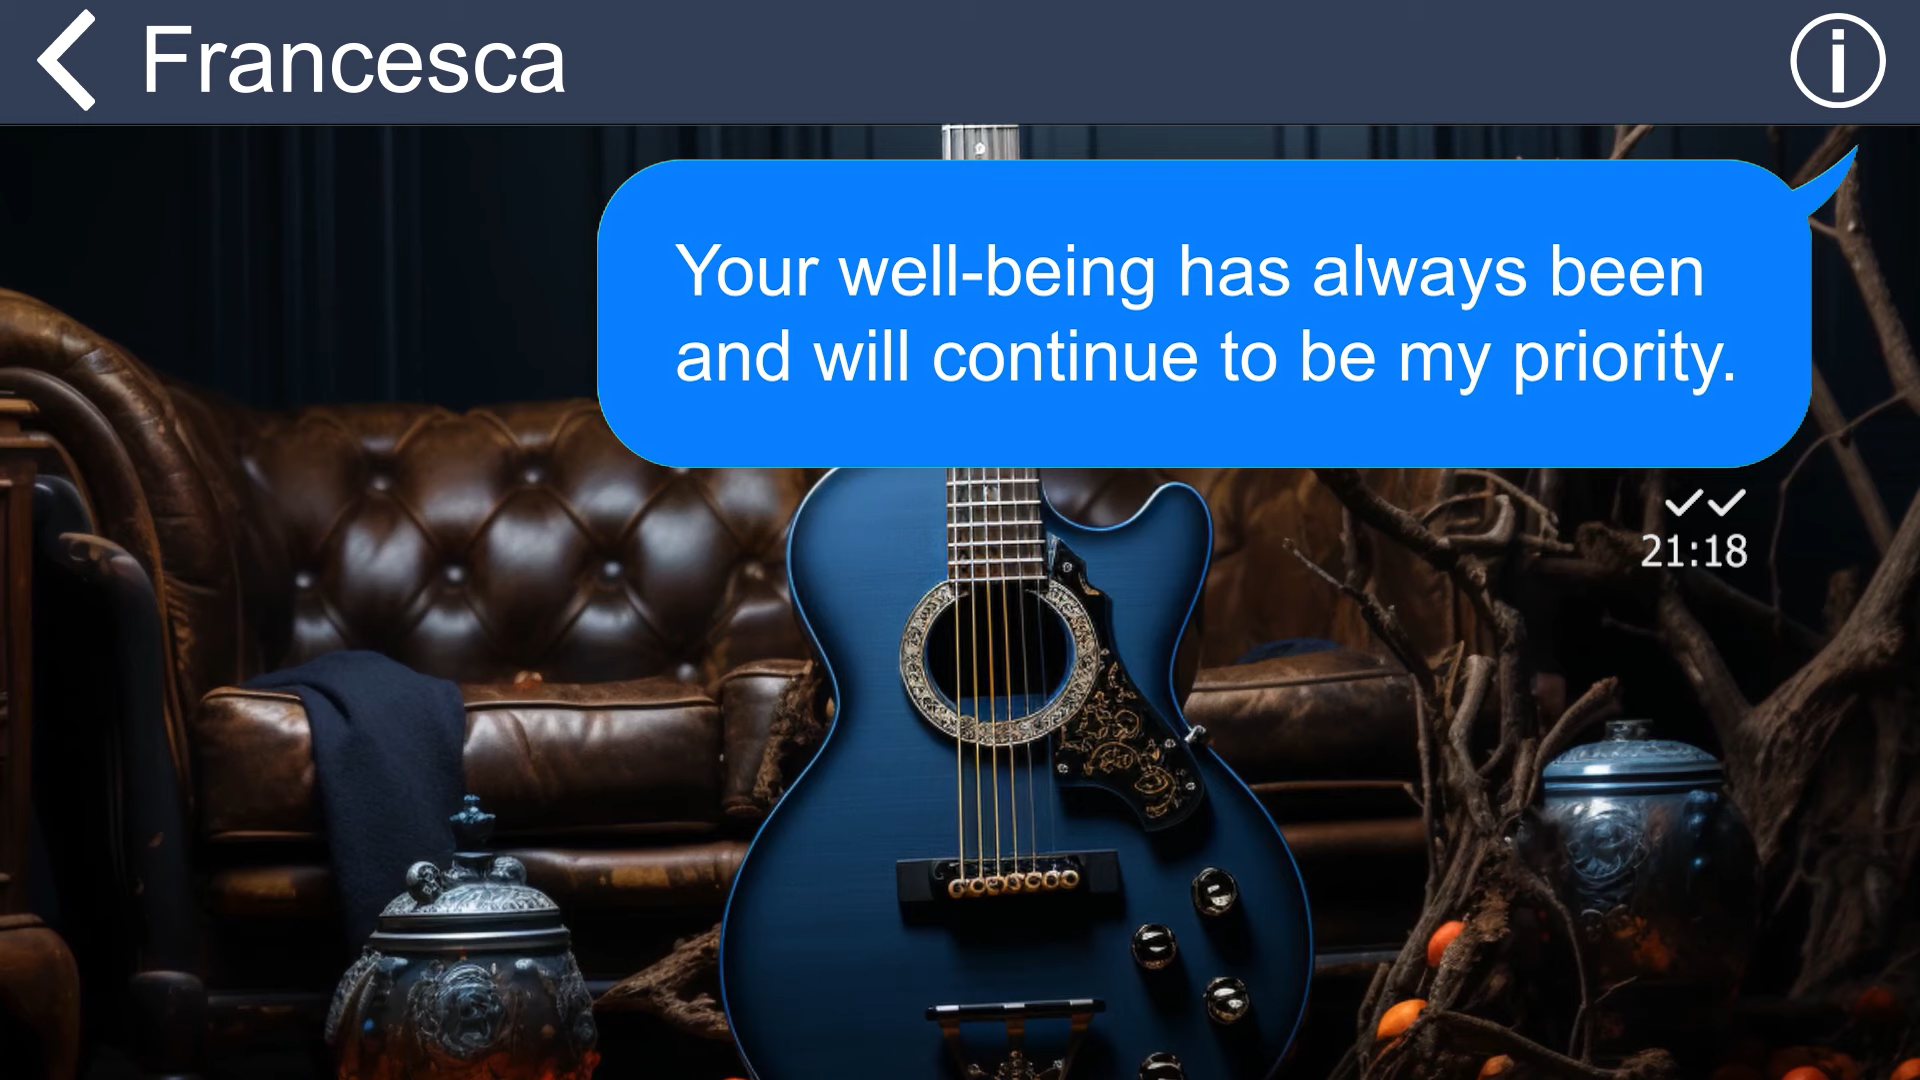 Francesca
Your well-being has always been
and will continue to be my priority.
21:18